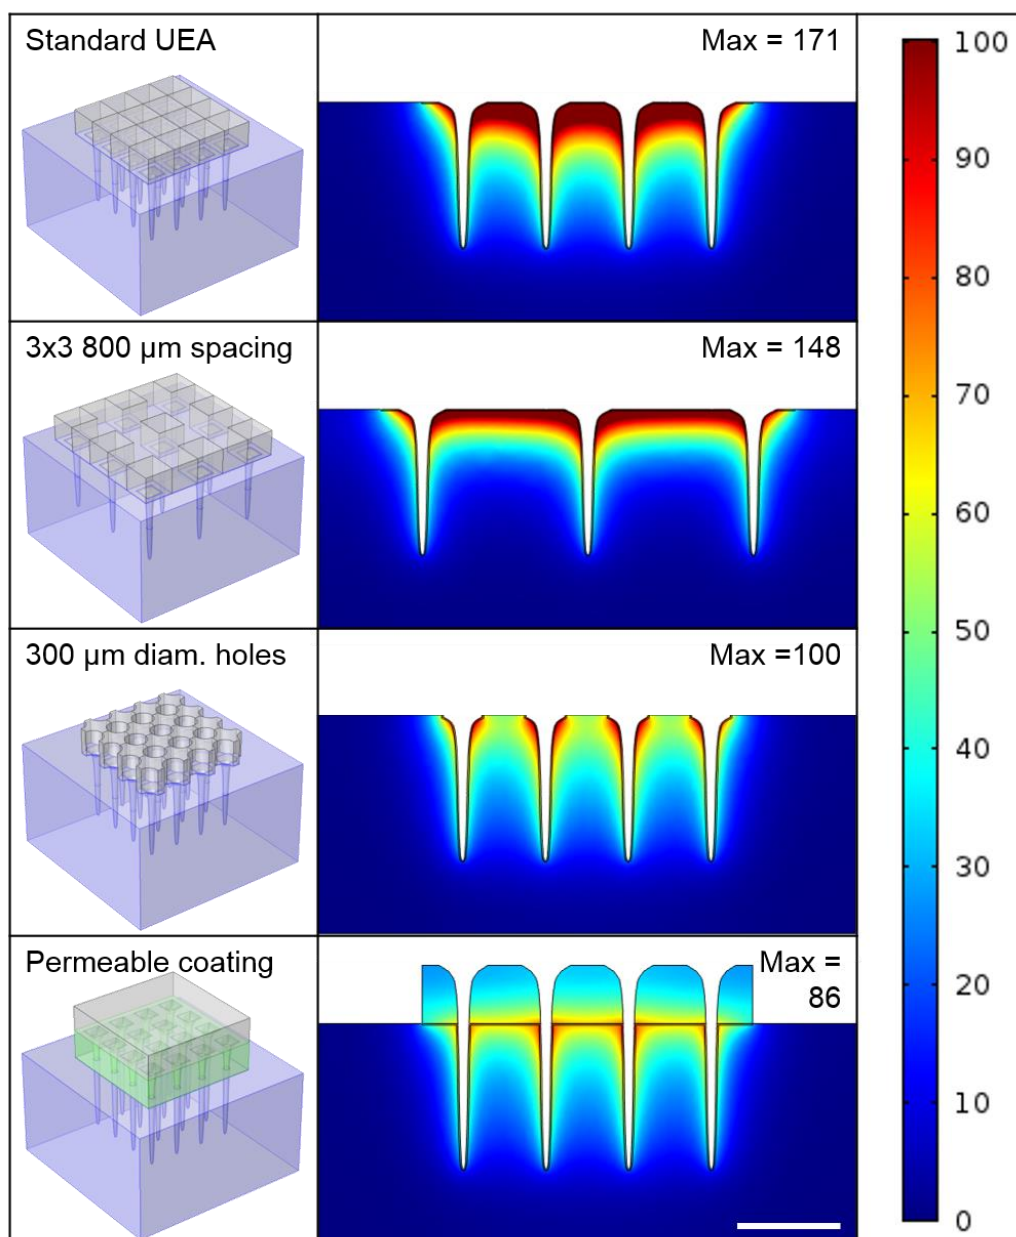 Standard UEA
Max = 171
3x3 800 µm spacing
Max = 148
300 µm diam. holes
Max =100
Permeable coating
Max =
86
100
90
80
70
60
50
40
30
20
10
0